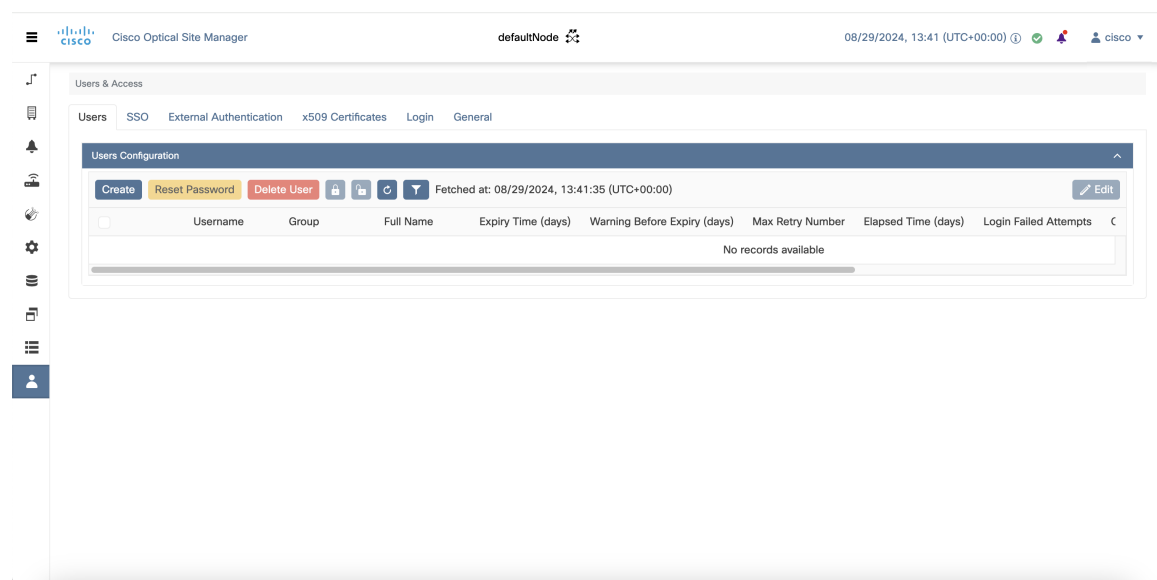 CISCO Cisco Optical Site Manager defaultNode 08/29/2024, 13:41 (UTC+00:00) cisco
Users & Access
Users SSO External Authentication x509 Certificates Login General
Users Configuration
Create Reset Password Delete User Fetched at: 08/29/2024, 13:41:35 (UTC+00:00) Edit
Username Group Full Name Expiry Time (days) Warning Before Expiry (days) Max Retry Number Elapsed Time (days) Login Failed Attempts
No records available